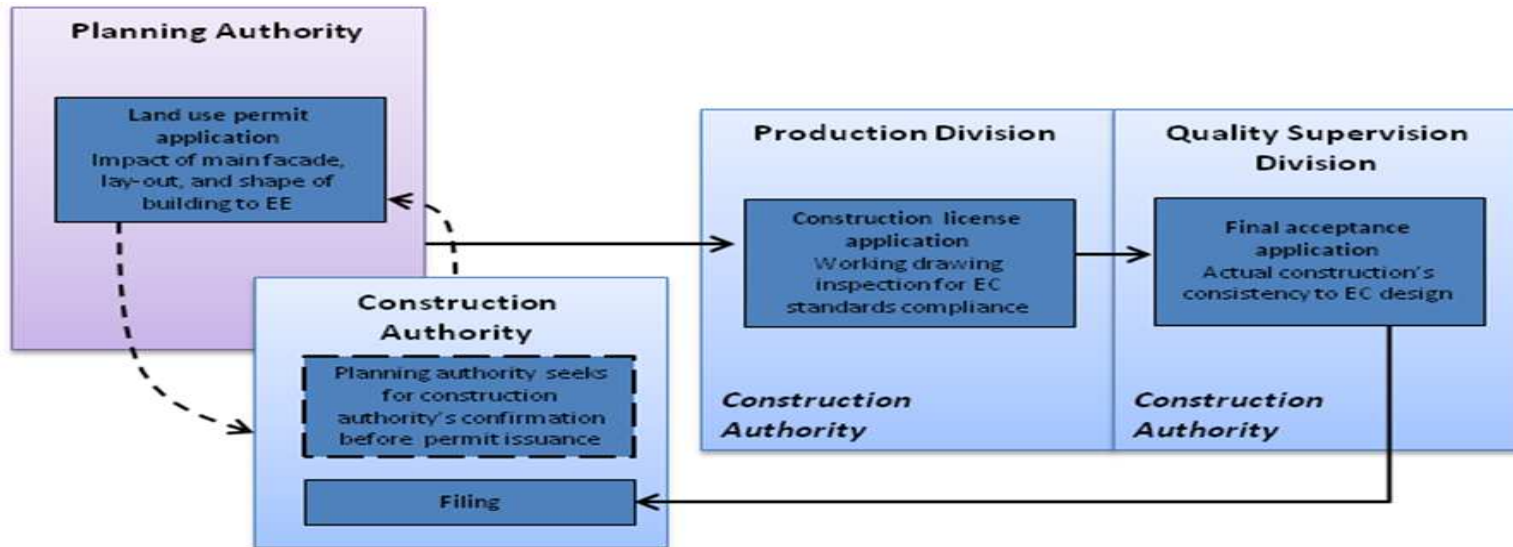 Planning Authority
Land use permit
application
Impact of main facade,
lay-out, and shape of
building to EE
Construction
Authority
Planning authority seeks
for construction
authority's confirmation
before permit issuance
Filing
Production Division
Construction license
application
Working drawing
inspection for EC
standards compliance
Construction
Authority
Quality Supervision
Division
Final acceptance
application
Actual construction's
consistency to EC design
Construction
Authority